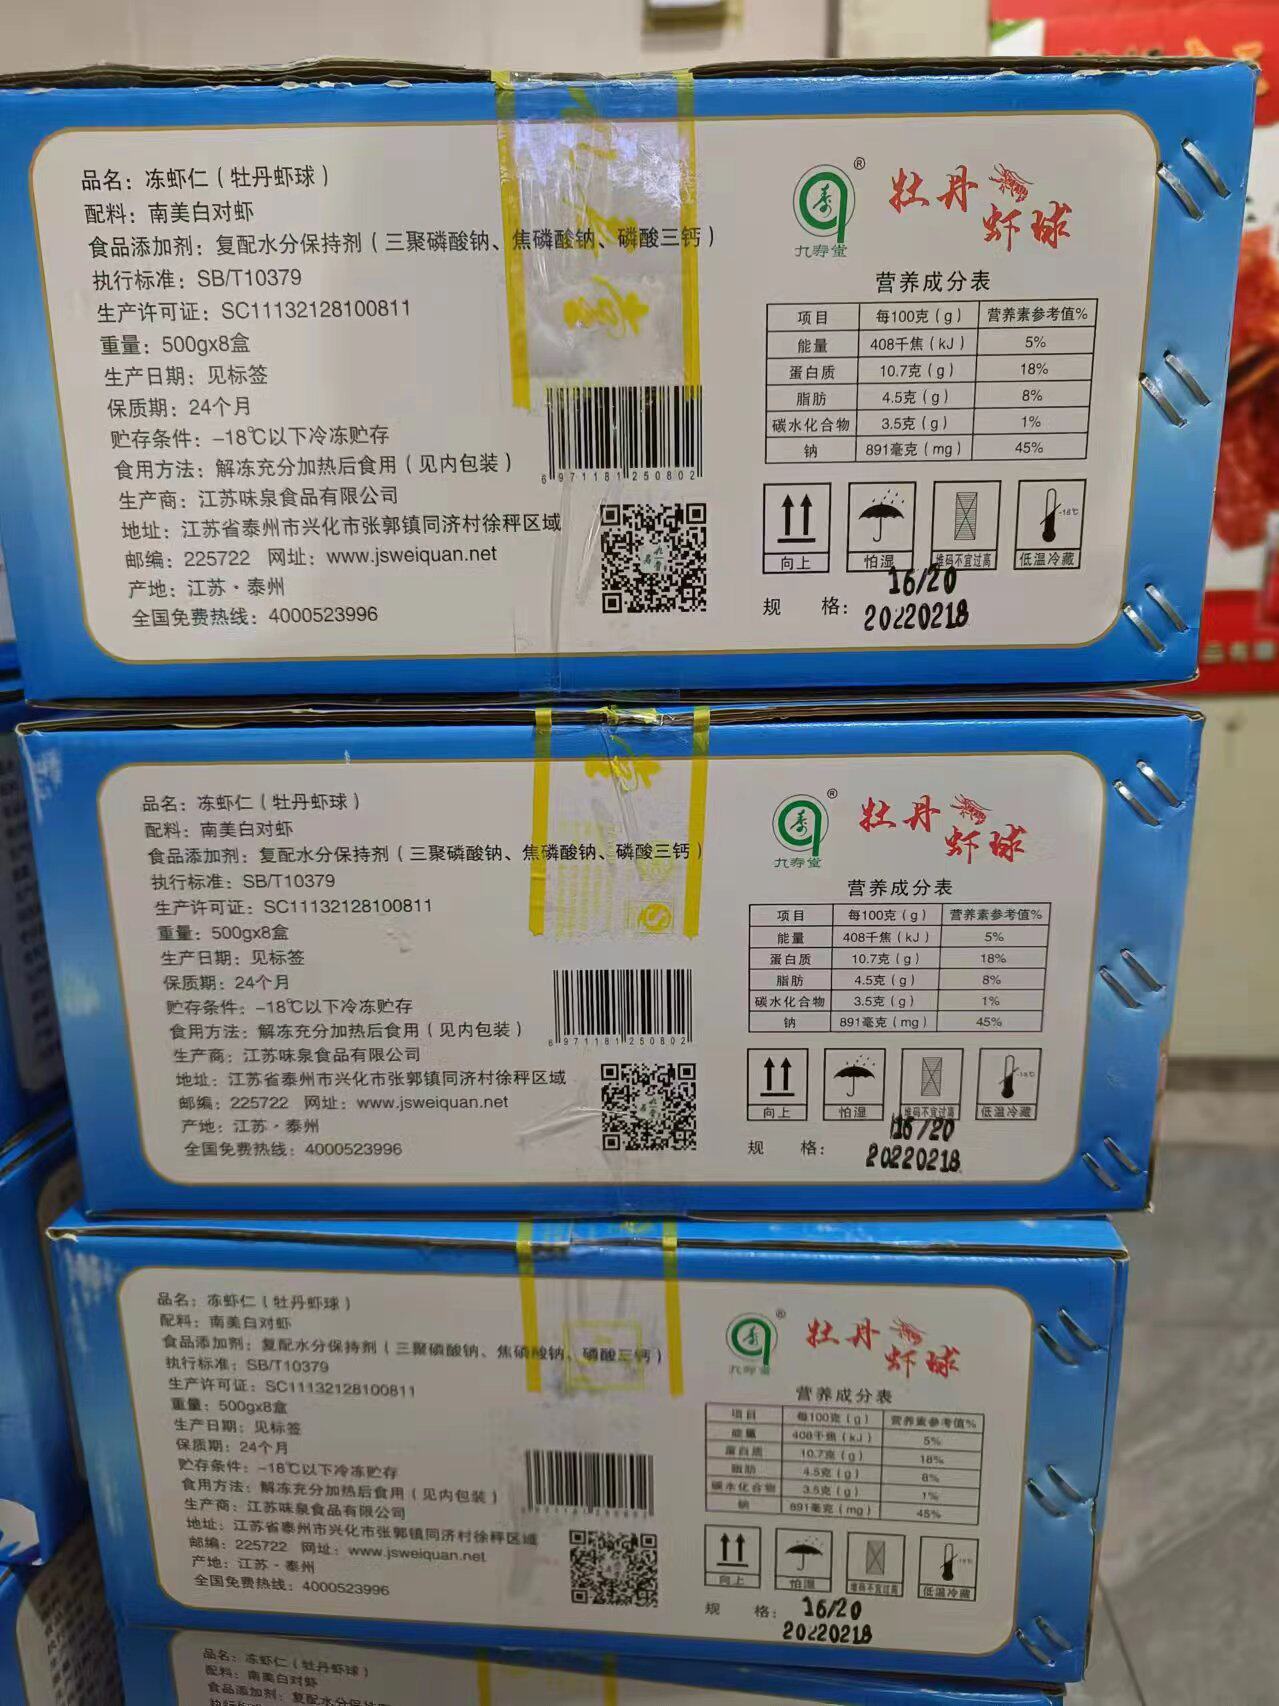 品名：冻虾仁（牡丹虾球）
配料：南美白对虾
食品添加剂：复配水分保持剂（三聚磷酸钠、焦磷酸钠、磷酸三钙）
执行标准：SB/T10379
生产许可证：SC11132128100811
重量：500gx8盒
生产日期：见标签
保质期：24个月
贮存条件：-18℃以下冷冻贮存
食用方法：解冻充分加热后食用（见内包装）
生产商：江苏味泉食品有限公司
地址：江苏省泰州市兴化市张郭镇同济村徐秤区域
邮编：225722 网址：www.jsweiquan.net
产地：江苏·泰州
全国免费热线：4000523996
6971181250802
九寿堂
®
牡丹虾球
营养成分表
项目 每100克（g） 营养素参考值%
能量 408千焦（kJ） 5%
蛋白质 10.7克（g） 18%
脂肪 4.5克（g） 8%
碳水化合物 3.5克（g） 1%
钠 891毫克（mg） 45%
向上 怕湿 堆码不宜过高 低温冷藏
-18℃
规 格：16/20
20220218
品名：冻虾仁（牡丹虾球）
配料：南美白对虾
食品添加剂：复配水分保持剂（三聚磷酸钠、焦磷酸钠、磷酸三钙）
执行标准：SB/T10379
生产许可证：SC11132128100811
重量：500gx8盒
生产日期：见标签
保质期：24个月
贮存条件：-18℃以下冷冻贮存
食用方法：解冻充分加热后食用（见内包装）
生产商：江苏味泉食品有限公司
地址：江苏省泰州市兴化市张郭镇同济村徐秤区域
邮编：225722 网址：www.jsweiquan.net
产地：江苏·泰州
全国免费热线：4000523996
6971181250802
九寿堂
®
牡丹虾球
营养成分表
项目 每100克（g） 营养素参考值%
能量 408千焦（kJ） 5%
蛋白质 10.7克（g） 18%
脂肪 4.5克（g） 8%
碳水化合物 3.5克（g） 1%
钠 891毫克（mg） 45%
向上 怕湿 堆码不宜过高 低温冷藏
-18℃
规 格：16/20
20220218
品名：冻虾仁（牡丹虾球）
配料：南美白对虾
食品添加剂：复配水分保持剂（三聚磷酸钠、焦磷酸钠、磷酸三钙）
执行标准：SB/T10379
生产许可证：SC11132128100811
重量：500gx8盒
生产日期：见标签
保质期：24个月
贮存条件：-18℃以下冷冻贮存
食用方法：解冻充分加热后食用（见内包装）
生产商：江苏味泉食品有限公司
地址：江苏省泰州市兴化市张郭镇同济村徐秤区域
邮编：225722 网址：www.jsweiquan.net
产地：江苏·泰州
全国免费热线：4000523996
九寿堂
®
牡丹虾球
营养成分表
项目 每100克（g） 营养素参考值%
能量 408千焦（kJ） 5%
蛋白质 10.7克（g） 18%
脂肪 4.5克（g） 8%
碳水化合物 3.5克（g） 1%
钠 891毫克（mg） 45%
向上 怕湿 堆码不宜过高 低温冷藏
规 格：16/20
20220218
品名：冻虾仁（牡丹虾球）
配料：南美白对虾
食品添加剂：复配水分保持剂